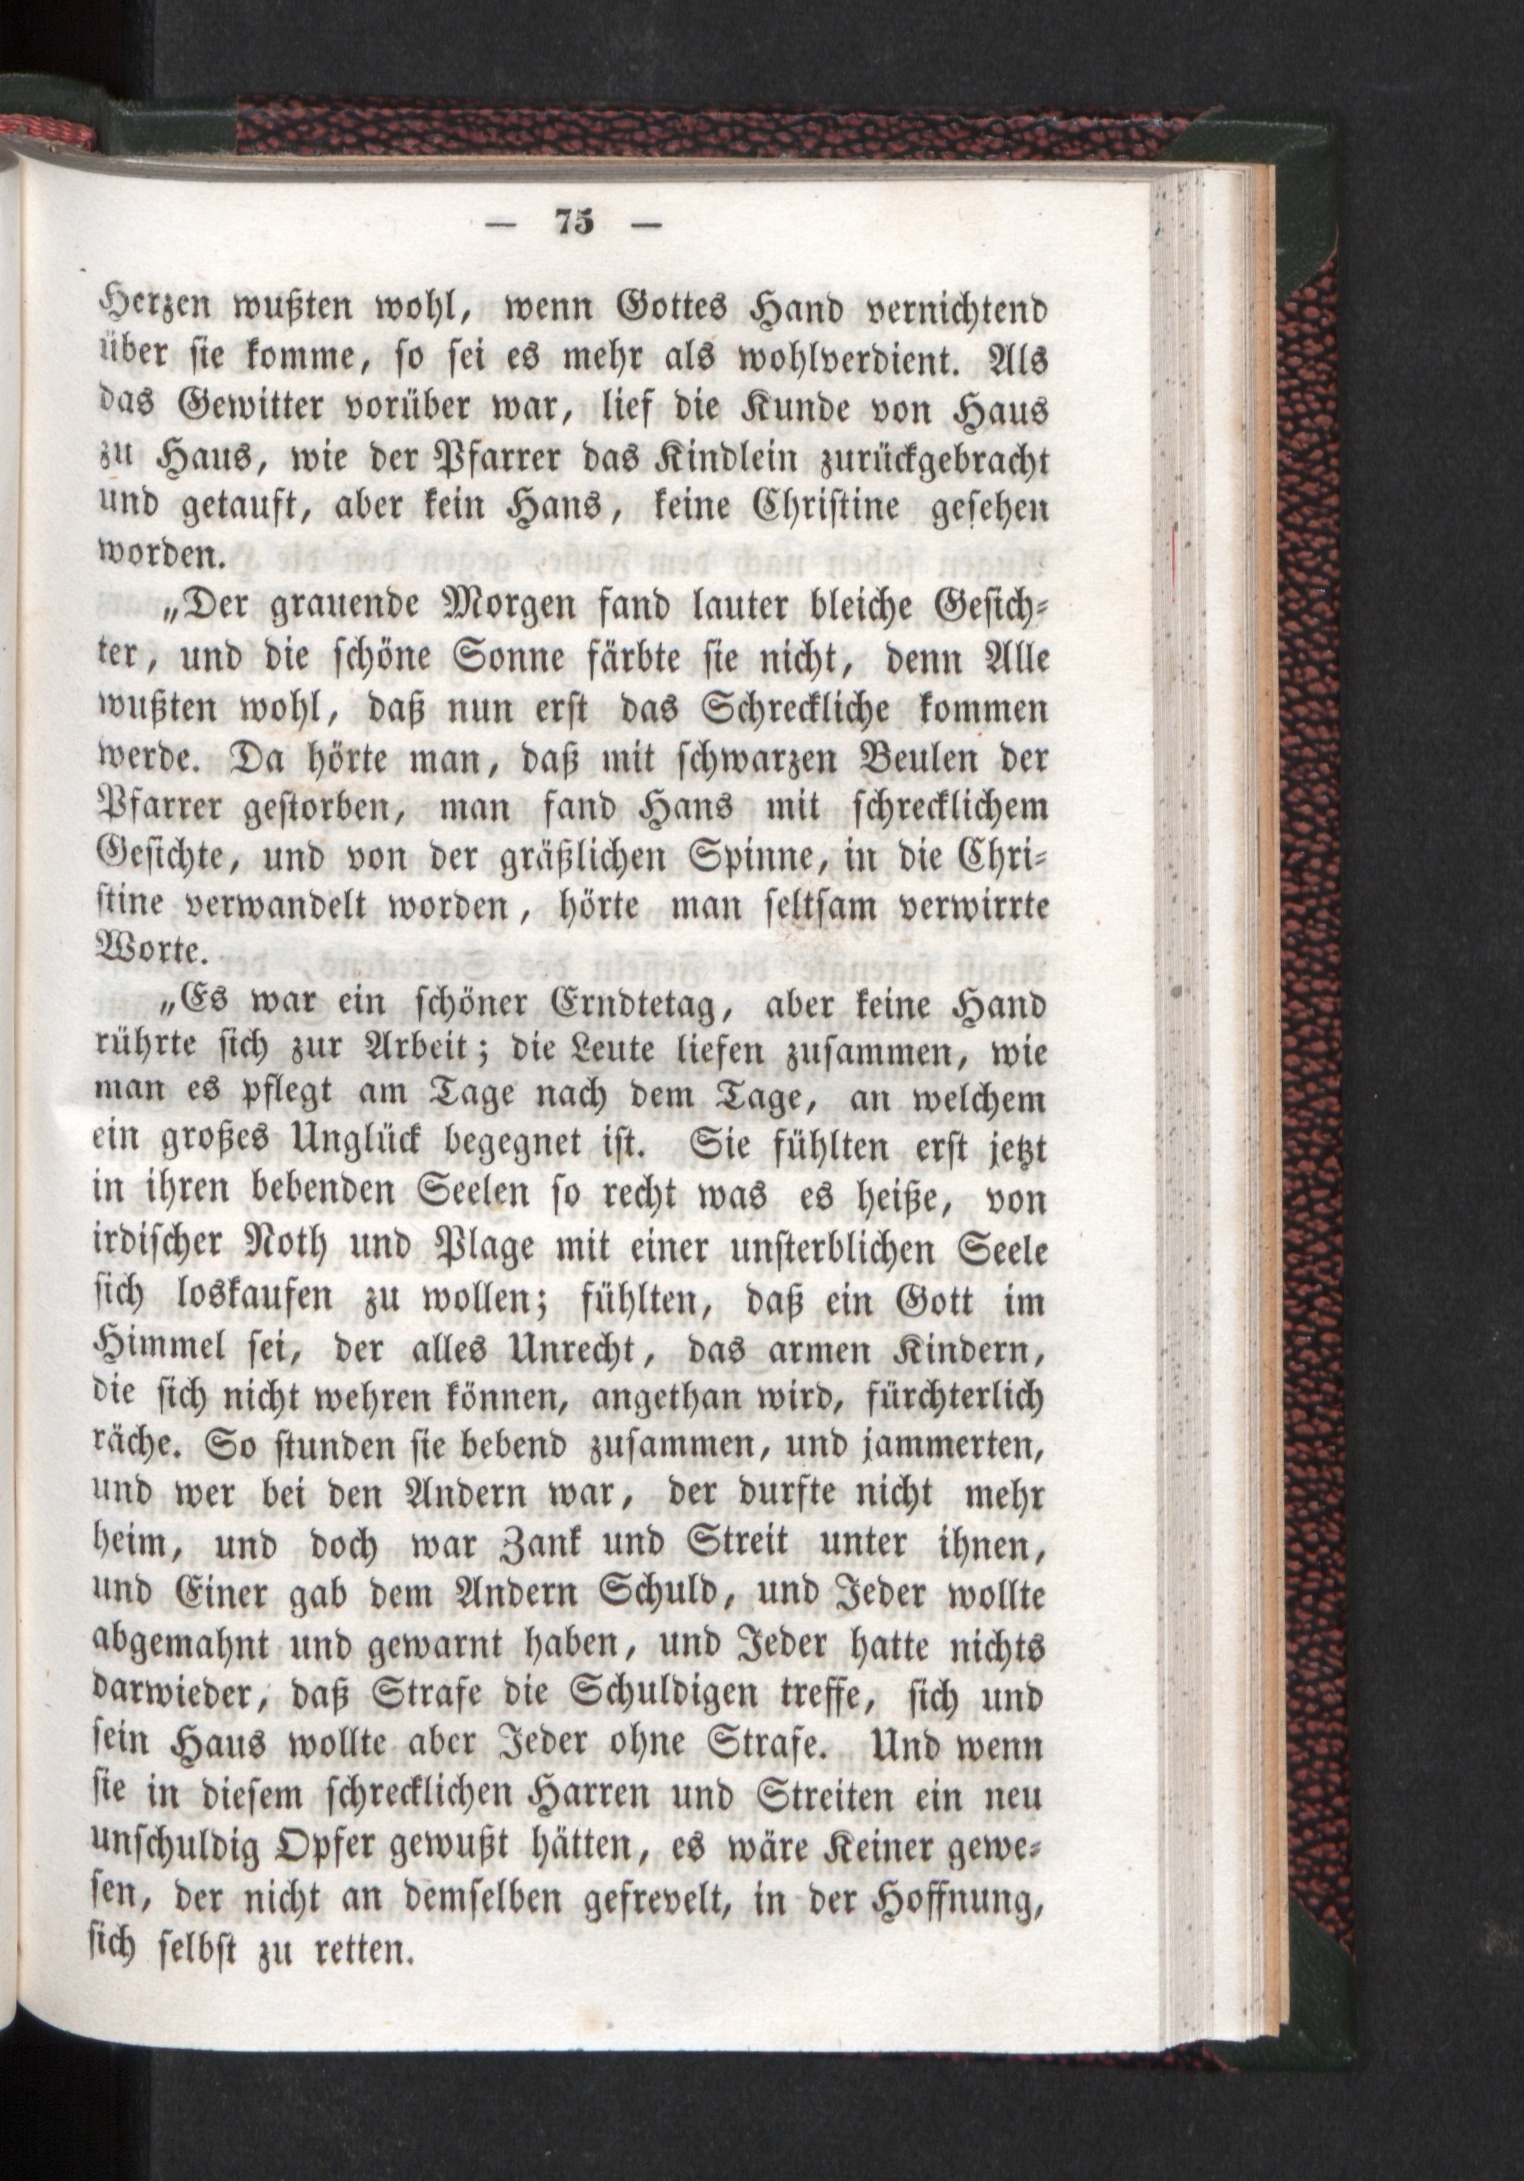 — 75 —
Herzen wußten wohl, wenn Gottes Hand vernichtend
über sie komme, so sei es mehr als wohlverdient. Als
das Gewitter vorüber war, lief die Kunde von Haus
zu Haus, wie der Pfarrer das Kindlein zurückgebracht
und getauft, aber kein Hans, keine Christine gesehen
worden.
„Der grauende Morgen fand lauter bleiche Gesich-
ter, und die schöne Sonne färbte sie nicht, denn Alle
wußten wohl, daß nun erst das Schreckliche kommen
werde. Da hörte man, daß mit schwarzen Beulen der
Pfarrer gestorben, man fand Hans mit schrecklichem
Gesichte, und von der gräßlichen Spinne, in die Chri-
stine verwandelt worden, hörte man seltsam verwirrte
Worte.
„Es war ein schöner Erndtetag, aber keine Hand
rührte sich zur Arbeit; die Leute liefen zusammen, wie
man es pflegt am Tage nach dem Tage, an welchem
ein großes Unglück begegnet ist. Sie fühlten erst jetzt
in ihren bebenden Seelen so recht was es heiße, von
irdischer Noth und Plage mit einer unsterblichen Seele
sich loskaufen zu wollen; fühlten, daß ein Gott im
Himmel sei, der alles Unrecht, das armen Kindern,
die sich nicht wehren können, angethan wird, fürchterlich
räche. So stunden sie bebend zusammen, und jammerten,
und wer bei den Andern war, der durfte nicht mehr
heim, und doch war Zank und Streit unter ihnen,
und Einer gab dem Andern Schuld, und Jeder wollte
abgemahnt und gewarnt haben, und Jeder hatte nichts
darwieder, daß Strafe die Schuldigen treffe, sich und
sein Haus wollte aber Jeder ohne Strafe. Und wenn
sie in diesem schrecklichen Harren und Streiten ein neu
unschuldig Opfer gewußt hätten, es wäre Keiner gewe-
sen, der nicht an demselben gefrevelt, in der Hoffnung,
sich selbst zu retten.